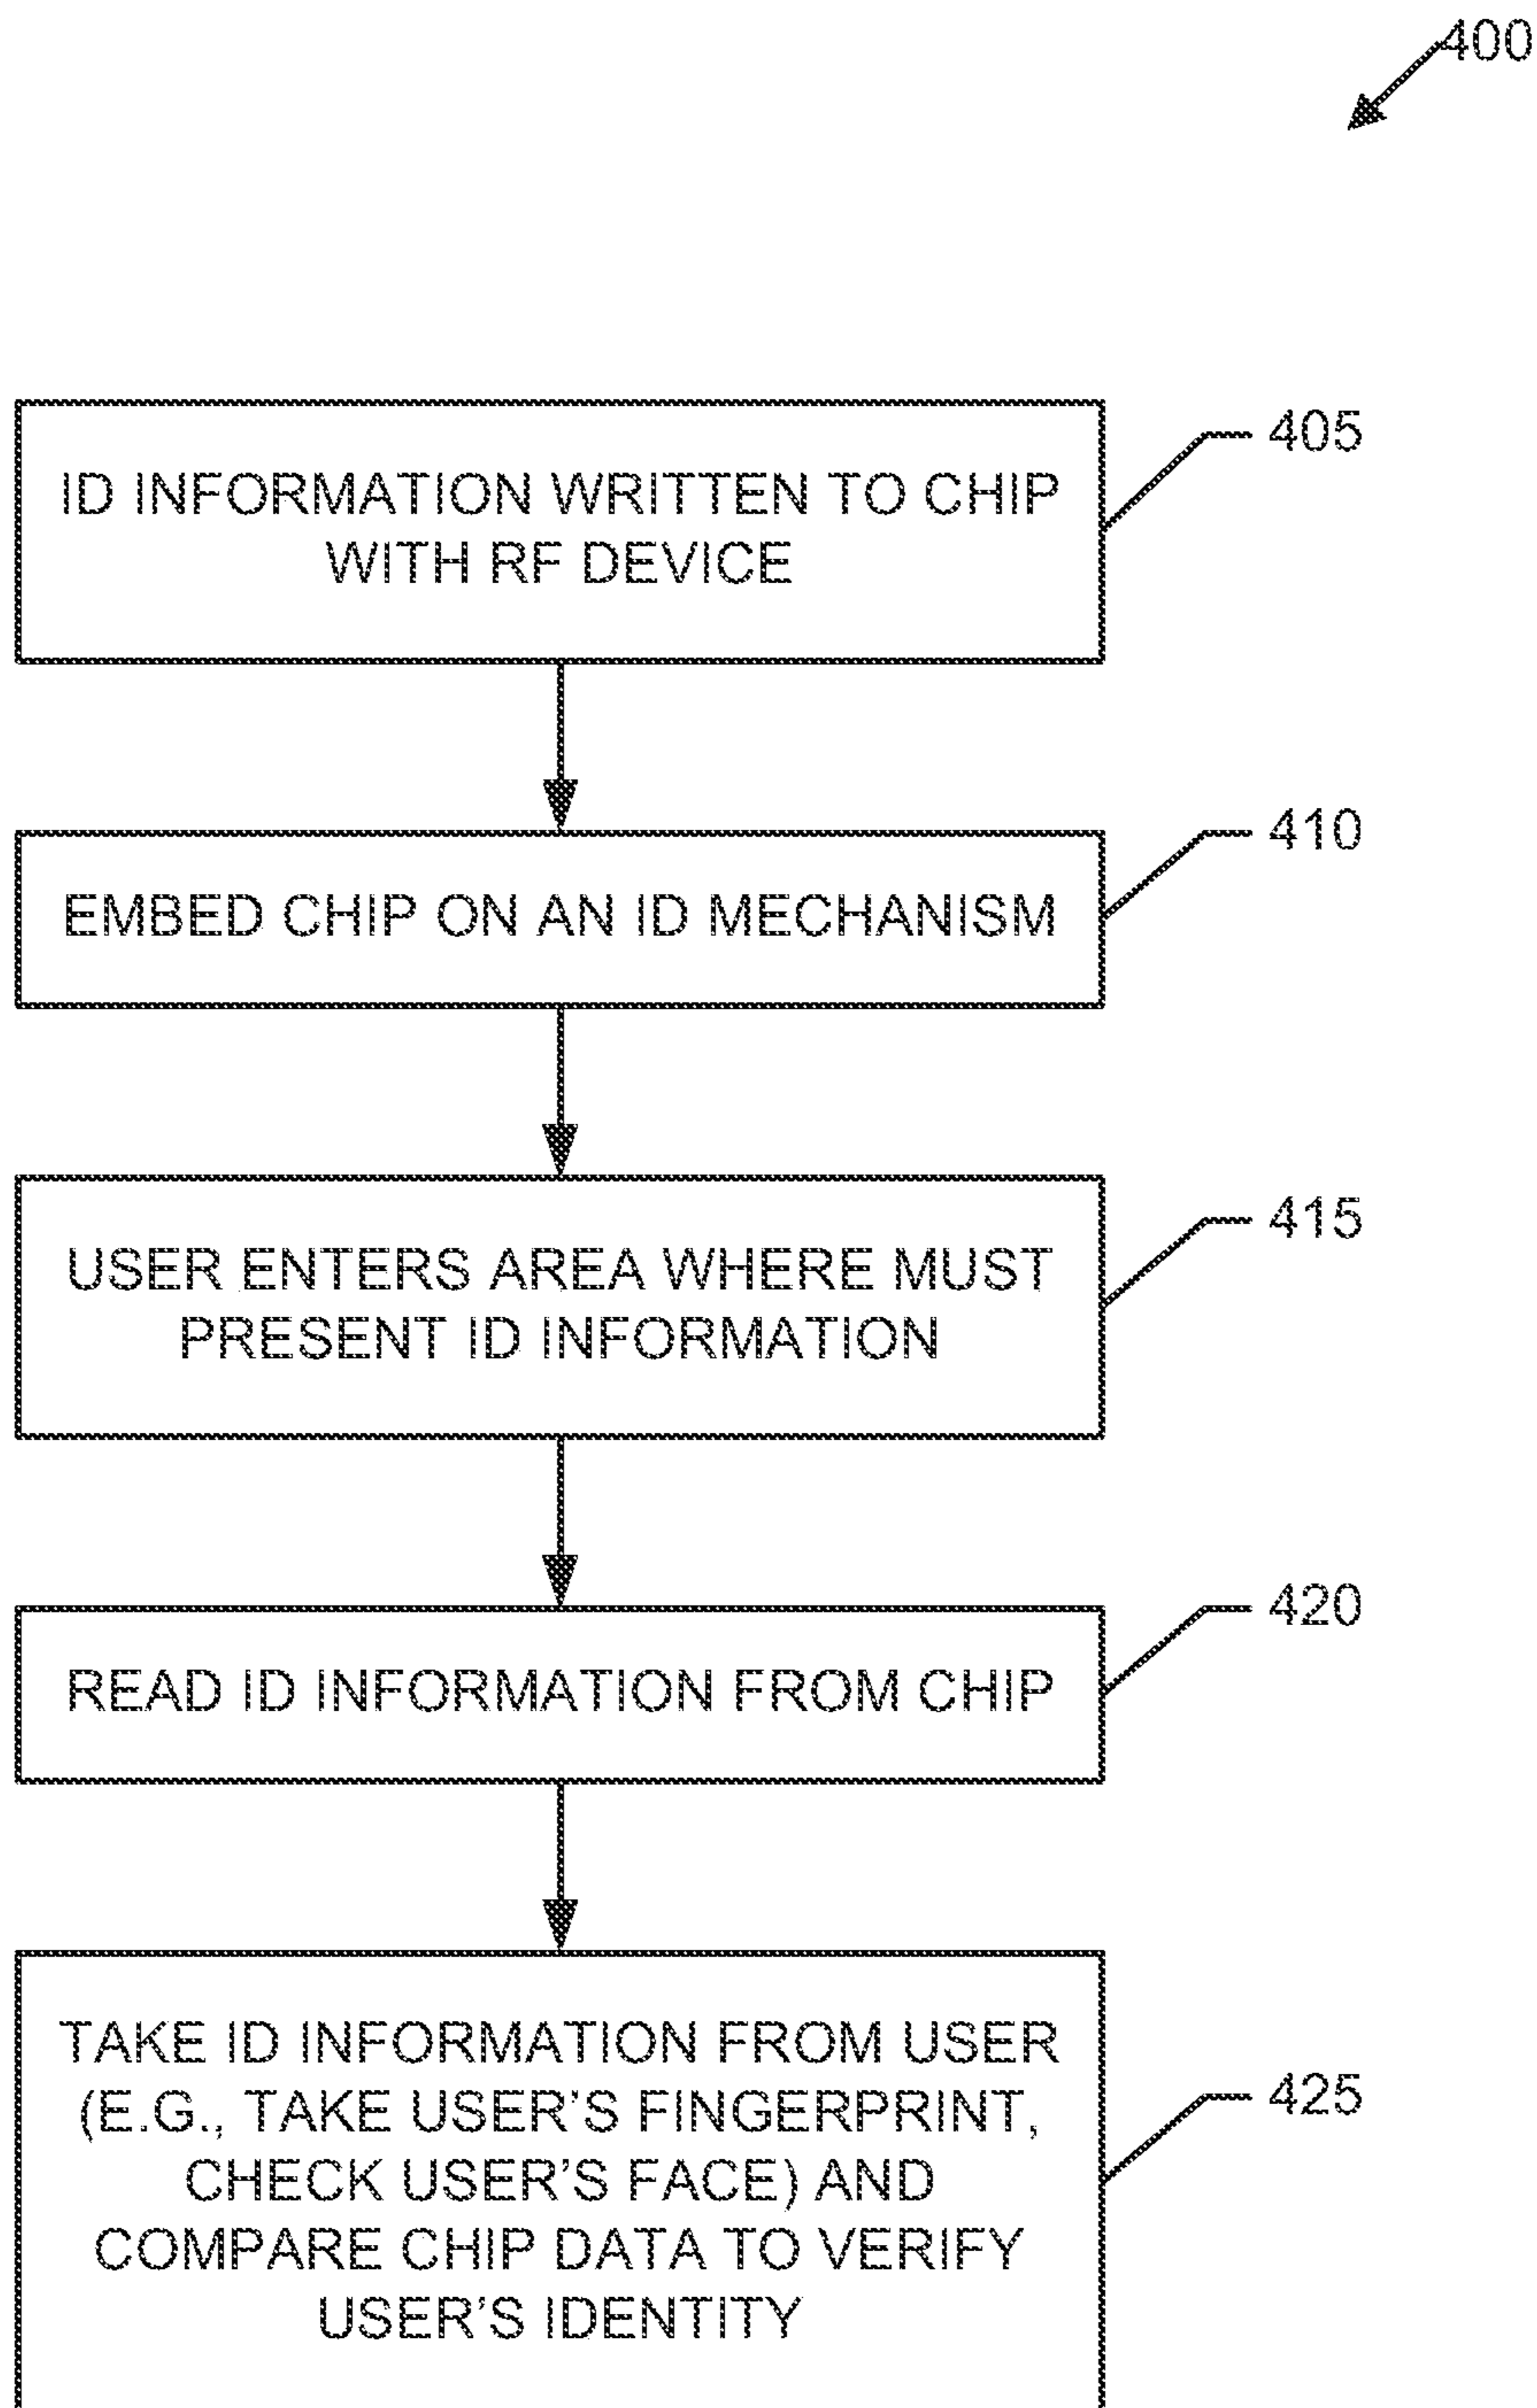 400
ID INFORMATION WRITTEN TO CHIP
WITH RF DEVICE
405
EMBED CHIP ON AN ID MECHANISM
410
USER ENTERS AREA WHERE MUST
PRESENT ID INFORMATION
415
READ ID INFORMATION FROM CHIP
420
TAKE ID INFORMATION FROM USER
(E.G., TAKE USER'S FINGERPRINT,
CHECK USER'S FACE) AND
COMPARE CHIP DATA TO VERIFY
USER'S IDENTITY
425